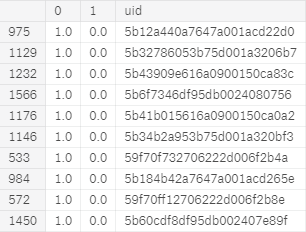 0 1 uid
975 1.0 0.0 5b12a440a7647a001acd22d0
1129 1.0 0.0 5b32786053b75d001a3206b7
1232 1.0 0.0 5b43909e616a0900150ca83c
1566 1.0 0.0 5b6f7346df95db0024080756
1176 1.0 0.0 5b41b015616a0900150ca0a2
1146 1.0 0.0 5b34b2a953b75d001a320bf3
533 1.0 0.0 59f70f732706222d006f2b4a
984 1.0 0.0 5b184b42a7647a001acd265e
572 1.0 0.0 59f70ff12706222d006f2b8e
1450 1.0 0.0 5b60cdf8df95db002407e89f